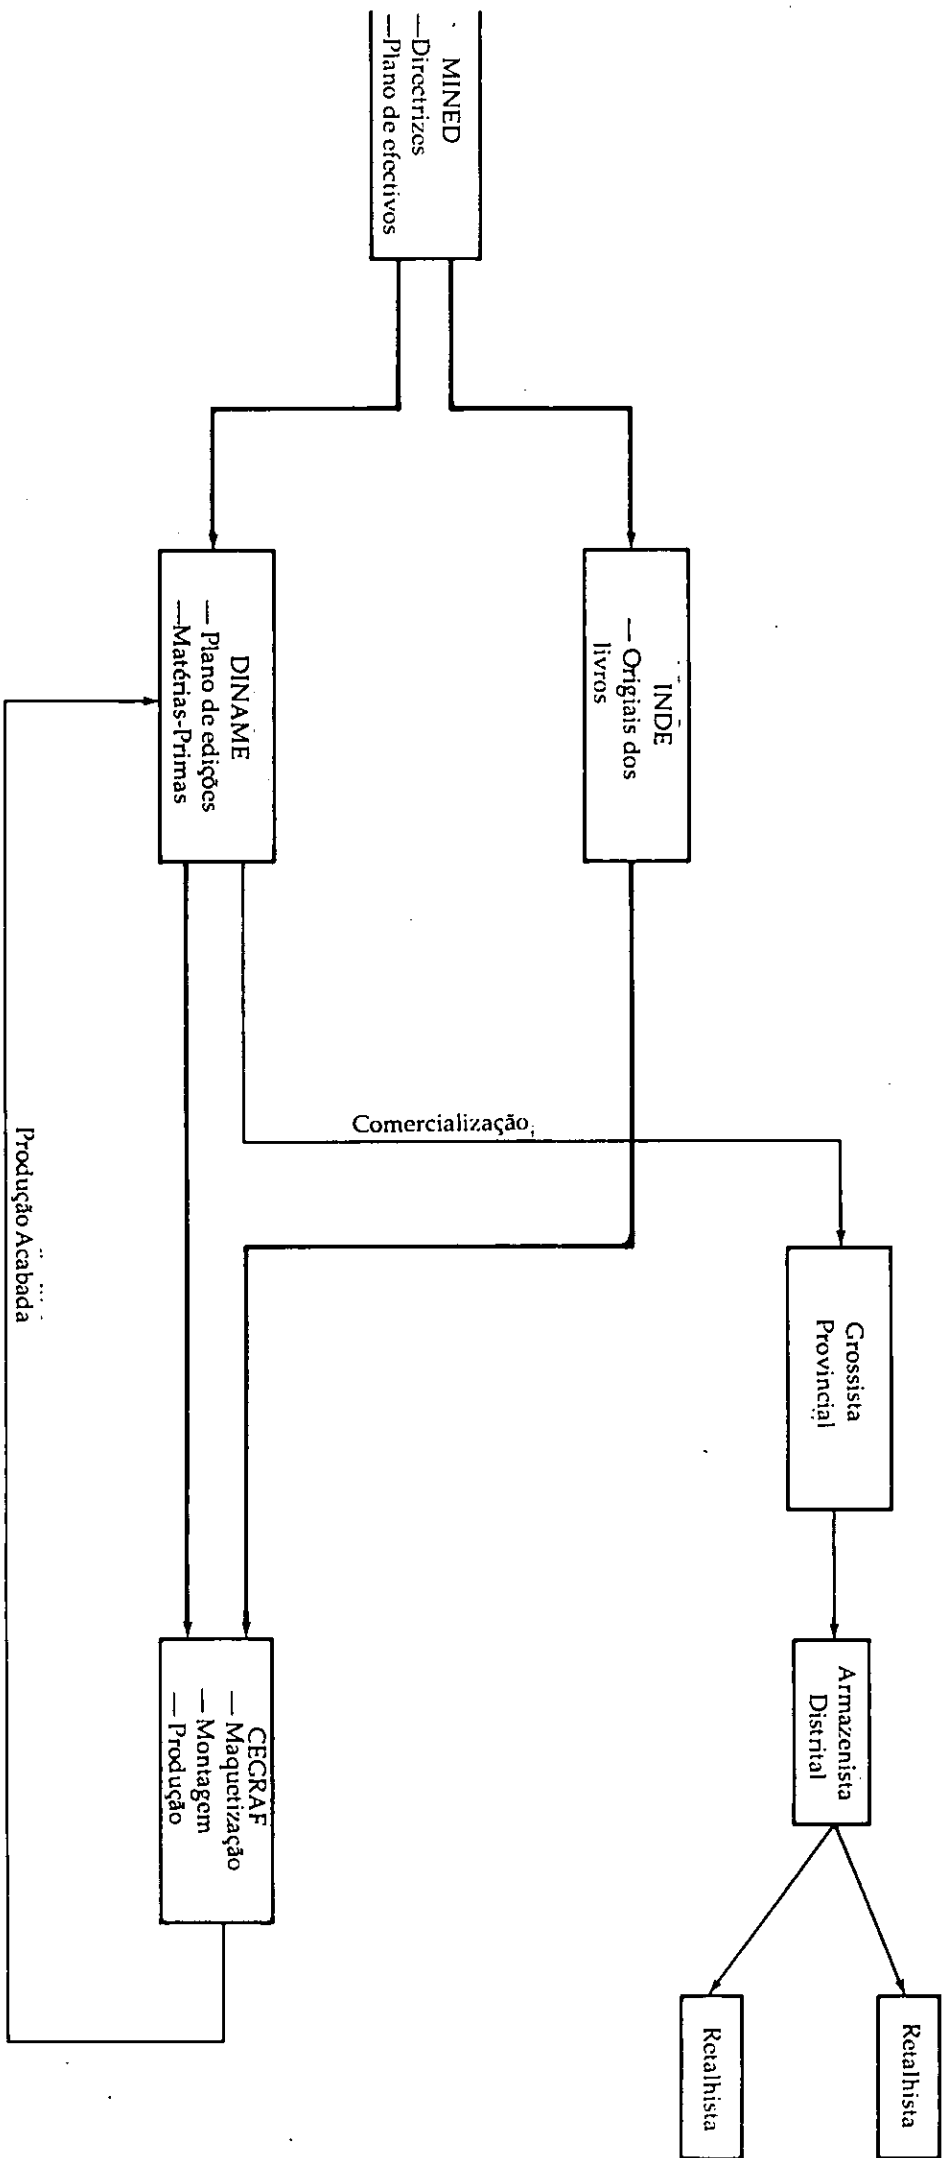 MINED
—Directrizes
—Plano de efectivos
INDE
— Origiais dos
livros
DINAME
— Plano de edições
—Matérias-Primas
Comercialização
Grossista
Provincial
Armazenista
Distrital
Retalhista
Retalhista
CEGRAF
— Maquetização
— Montagem
— Produção
Produção Acabada